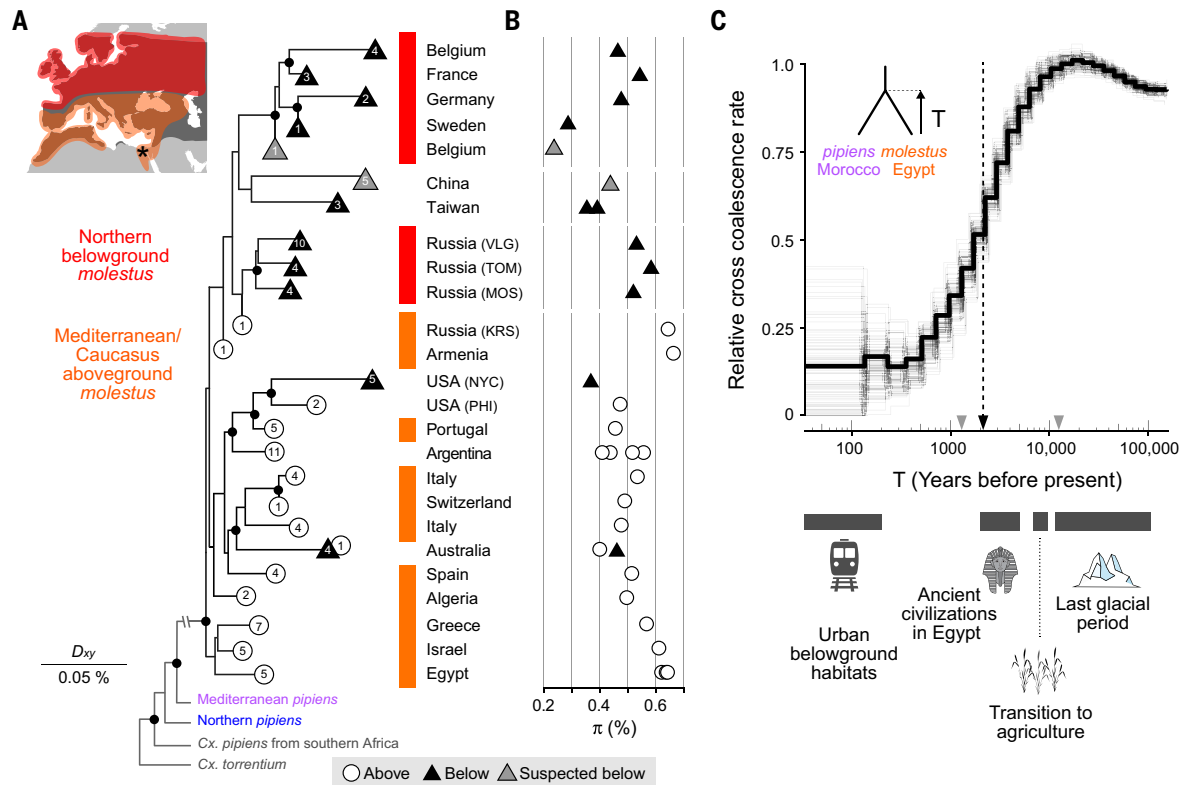 A
B
C
*
Northern
belowground
molestus
Mediterranean/
Caucasus
aboveground
molestus
4
3
2
1
1
5
3
10
4
4
1
1
5
2
5
11
4
1
4
4
1
4
2
7
5
5
Belgium
France
Germany
Sweden
Belgium
China
Taiwan
Russia (VLG)
Russia (TOM)
Russia (MOS)
Russia (KRS)
Armenia
USA (NYC)
USA (PHI)
Portugal
Argentina
Italy
Switzerland
Italy
Australia
Spain
Algeria
Greece
Israel
Egypt
Dxy
0.05 %
Mediterranean pipiens
Northern pipiens
Cx. pipiens from southern Africa
Cx. torrentium
0.2 0.4 0.6
π (%)
Above Below Suspected below
Relative cross coalescence rate
1.0
0.75
0.5
0.25
0
T
pipiens molestus
Morocco Egypt
100 1000 10,000 100,000
T (Years before present)
Urban
belowground
habitats
Ancient
civilizations
in Egypt
Last glacial
period
Transition to
agriculture